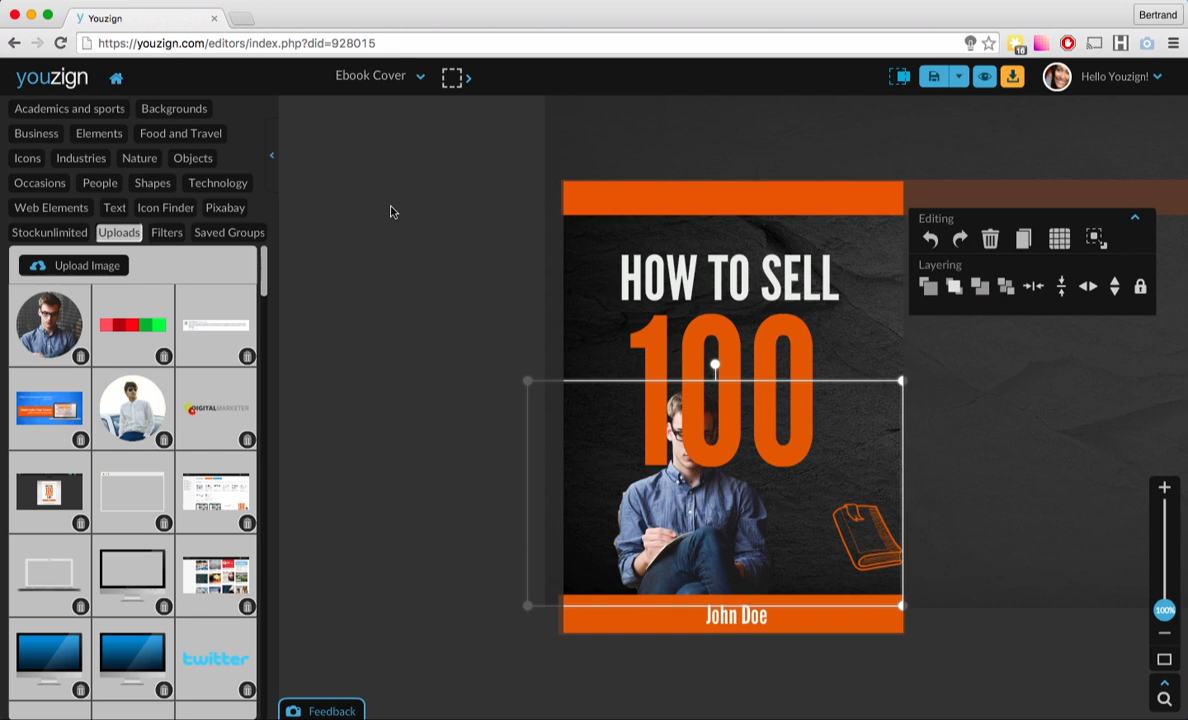 Youzign
Bertrand
https://youzign.com/editors/index.php?did=928015
16
youzign
Ebook Cover
Hello Youzign!
Academics and sports Backgrounds
Business Elements Food and Travel
Icons Industries Nature Objects
Occasions People Shapes Technology
Web Elements Text Icon Finder Pixabay
Stockunlimited Uploads Filters Saved Groups
Upload Image
DIGITALMARKETER
twitter
HOW TO SELL
100
John Doe
Editing
Layering
100%
Feedback